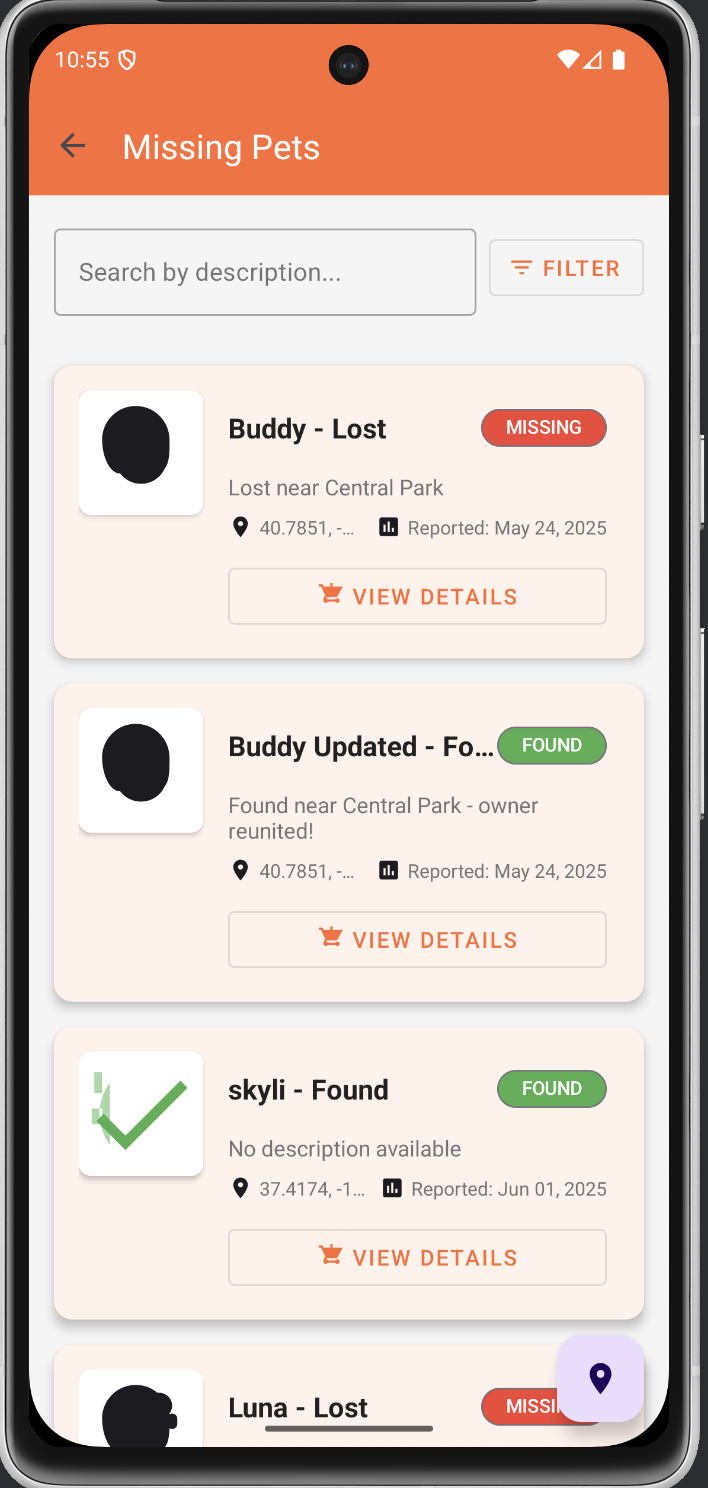 10:55
Missing Pets
Search by description...
FILTER
Buddy - Lost
MISSING
Lost near Central Park
40.7851, -...
Reported: May 24, 2025
VIEW DETAILS
Buddy Updated - Fo...
FOUND
Found near Central Park - owner
reunited!
40.7851, -...
Reported: May 24, 2025
VIEW DETAILS
skyli - Found
FOUND
No description available
37.4174, -1...
Reported: Jun 01, 2025
VIEW DETAILS
Luna - Lost
MISSI